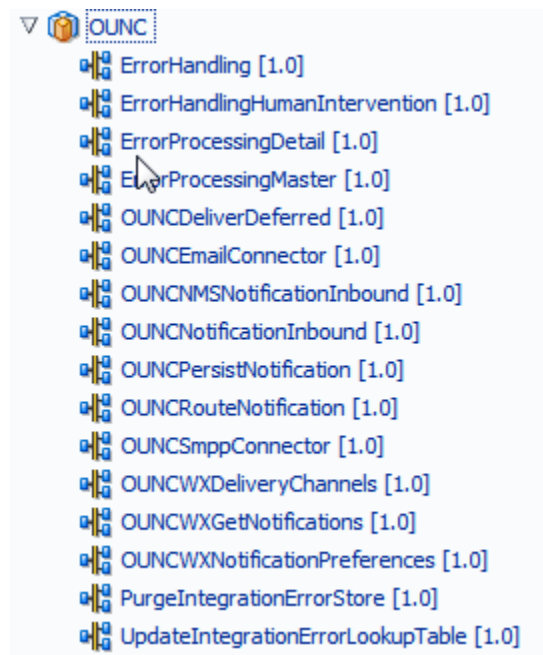 OUNC
ErrorHandling [1.0]
ErrorHandlingHumanIntervention [1.0]
ErrorProcessingDetail [1.0]
ErrorProcessingMaster [1.0]
OUNCDeliverDeferred [1.0]
OUNCEmailConnector [1.0]
OUNCNMSNotificationInbound [1.0]
OUNCNotificationInbound [1.0]
OUNCPersistNotification [1.0]
OUNCRouteNotification [1.0]
OUNCSmppConnector [1.0]
OUNCWXDeliveryChannels [1.0]
OUNCWXGetNotifications [1.0]
OUNCWXNotificationPreferences [1.0]
PurgeIntegrationErrorStore [1.0]
UpdateIntegrationErrorLookupTable [1.0]